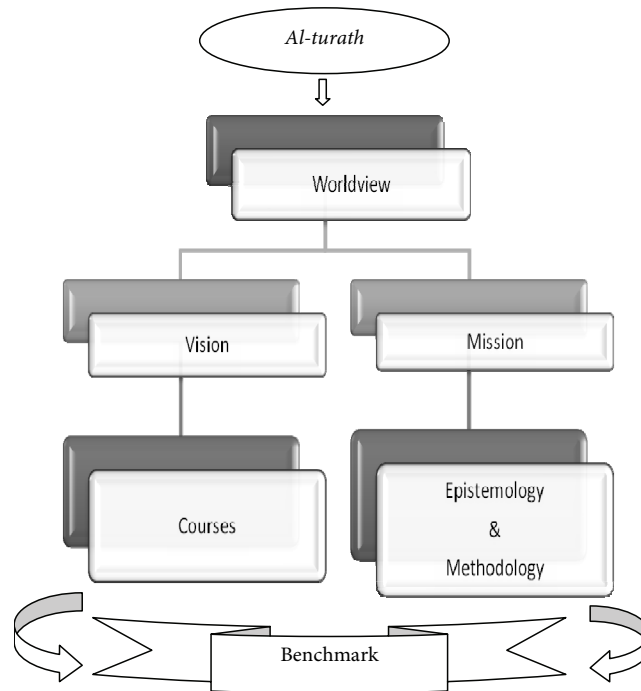 Al-turath
Worldview
Vision
Mission
Courses
Epistemology
&
Methodology
Benchmark